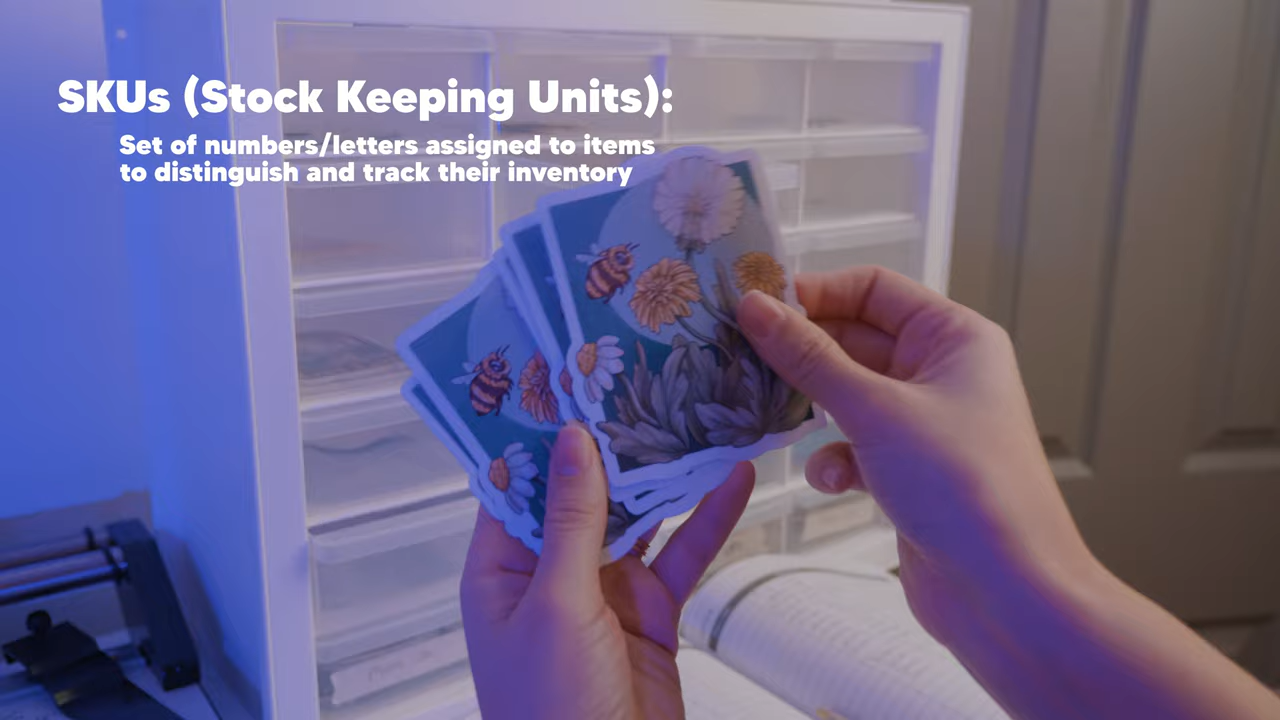 SKUs (Stock Keeping Units):
Set of numbers/letters assigned to items
to distinguish and track their inventory